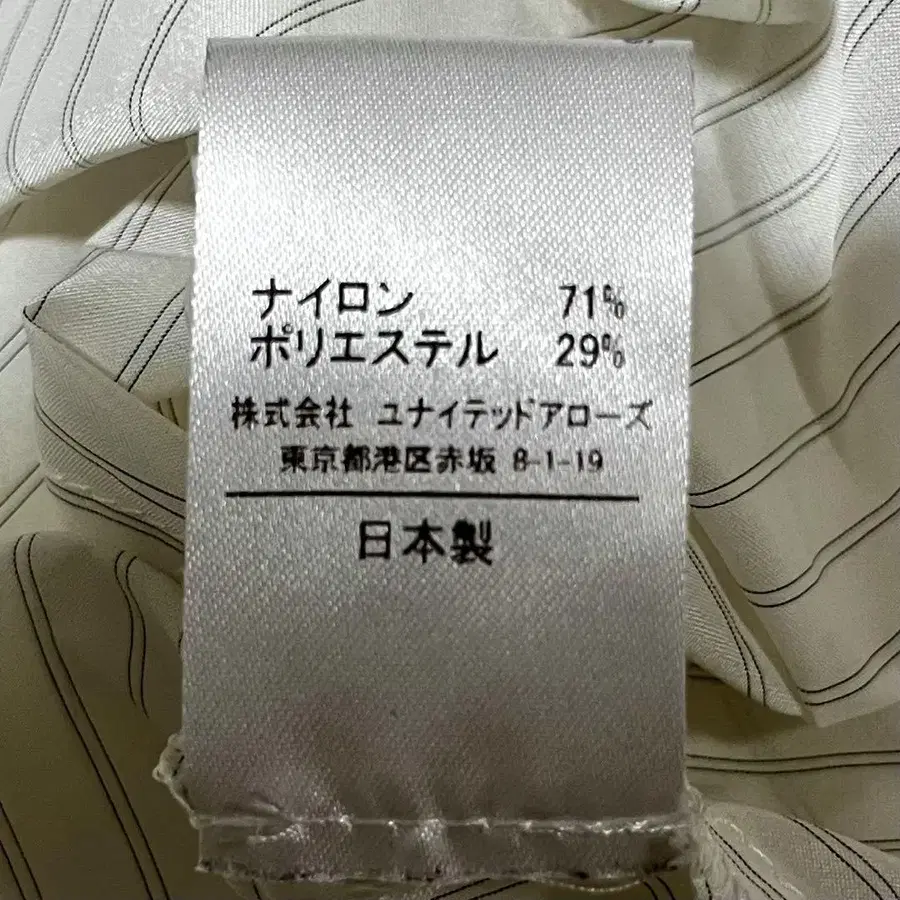 ナイロン 71%
ポリエステル 29%
株式会社 ユナイテッドアローズ
東京都港区赤坂 8-1-19
日本製